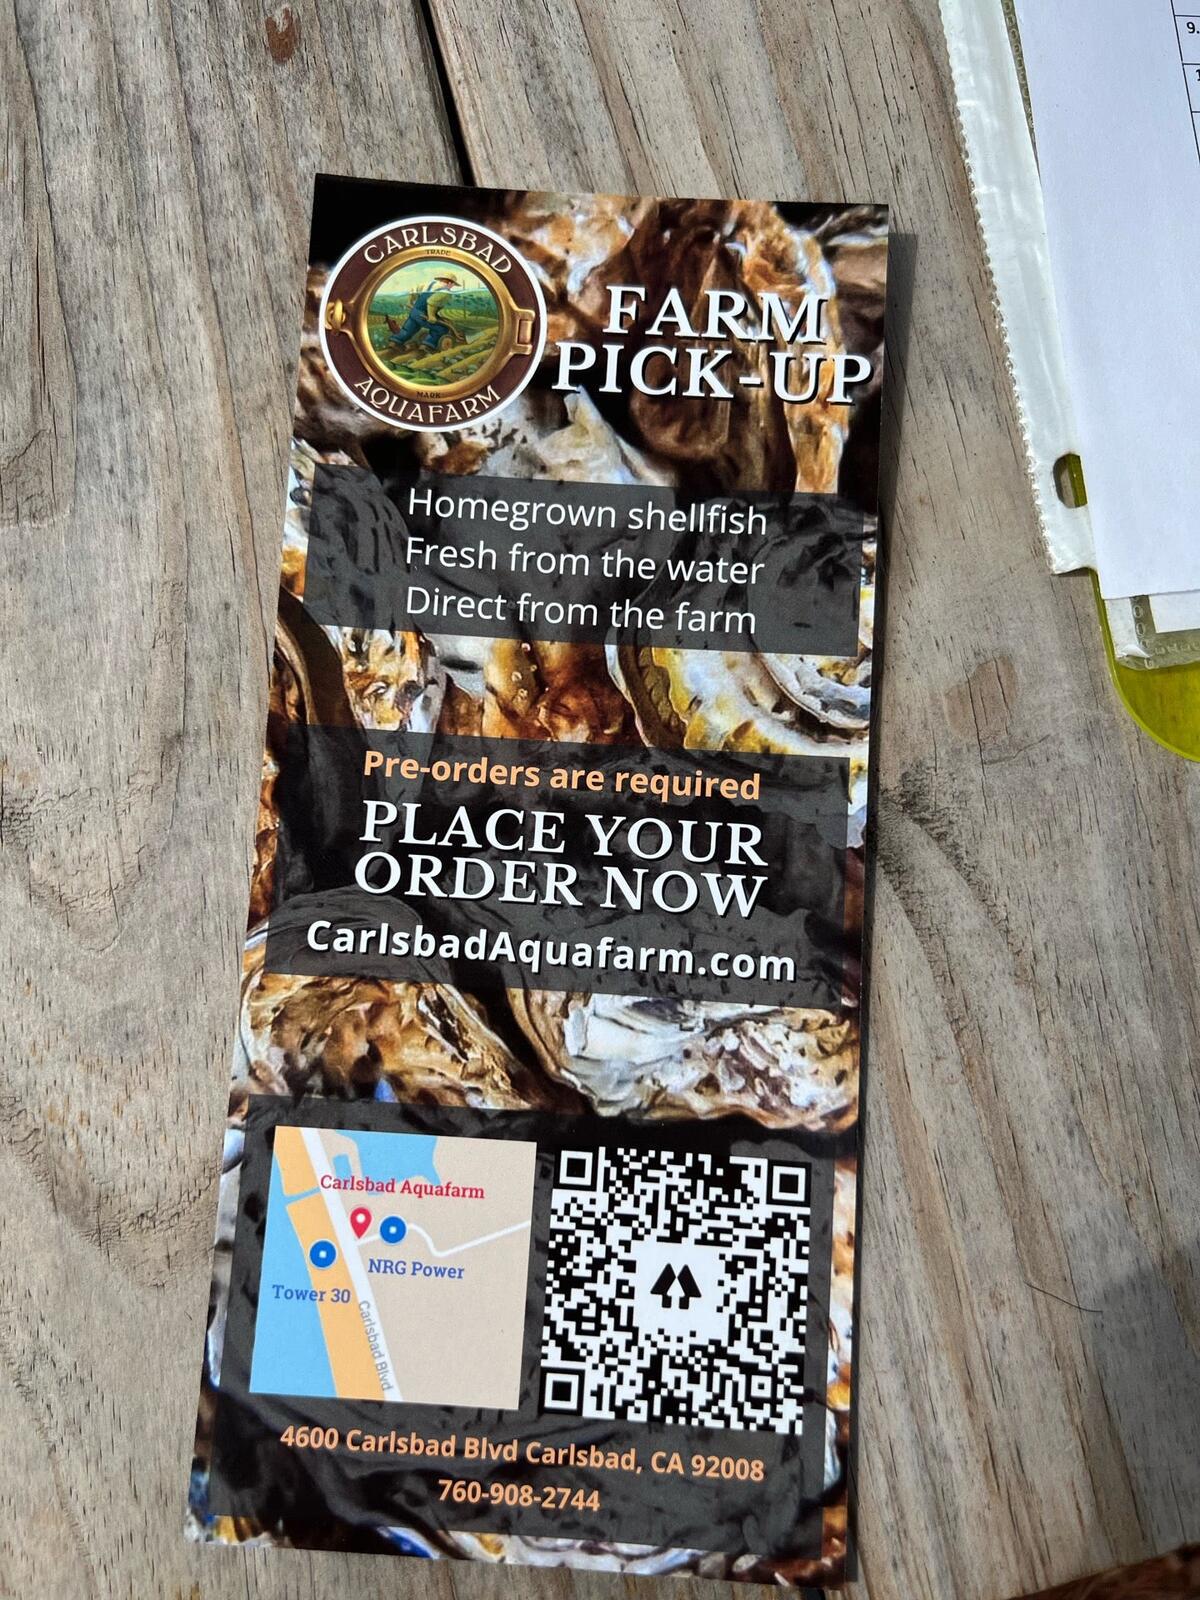 CARLSBAD
TRADE
MARK
AQUAFARM
FARM
PICK-UP
Homegrown shellfish
Fresh from the water
Direct from the farm
Pre-orders are required
PLACE YOUR
ORDER NOW
CarlsbadAquafarm.com
Carlsbad Aquafarm
NRG Power
Tower 30
Carlsbad Blvd
4600 Carlsbad Blvd Carlsbad, CA 92008
760-908-2744
9.